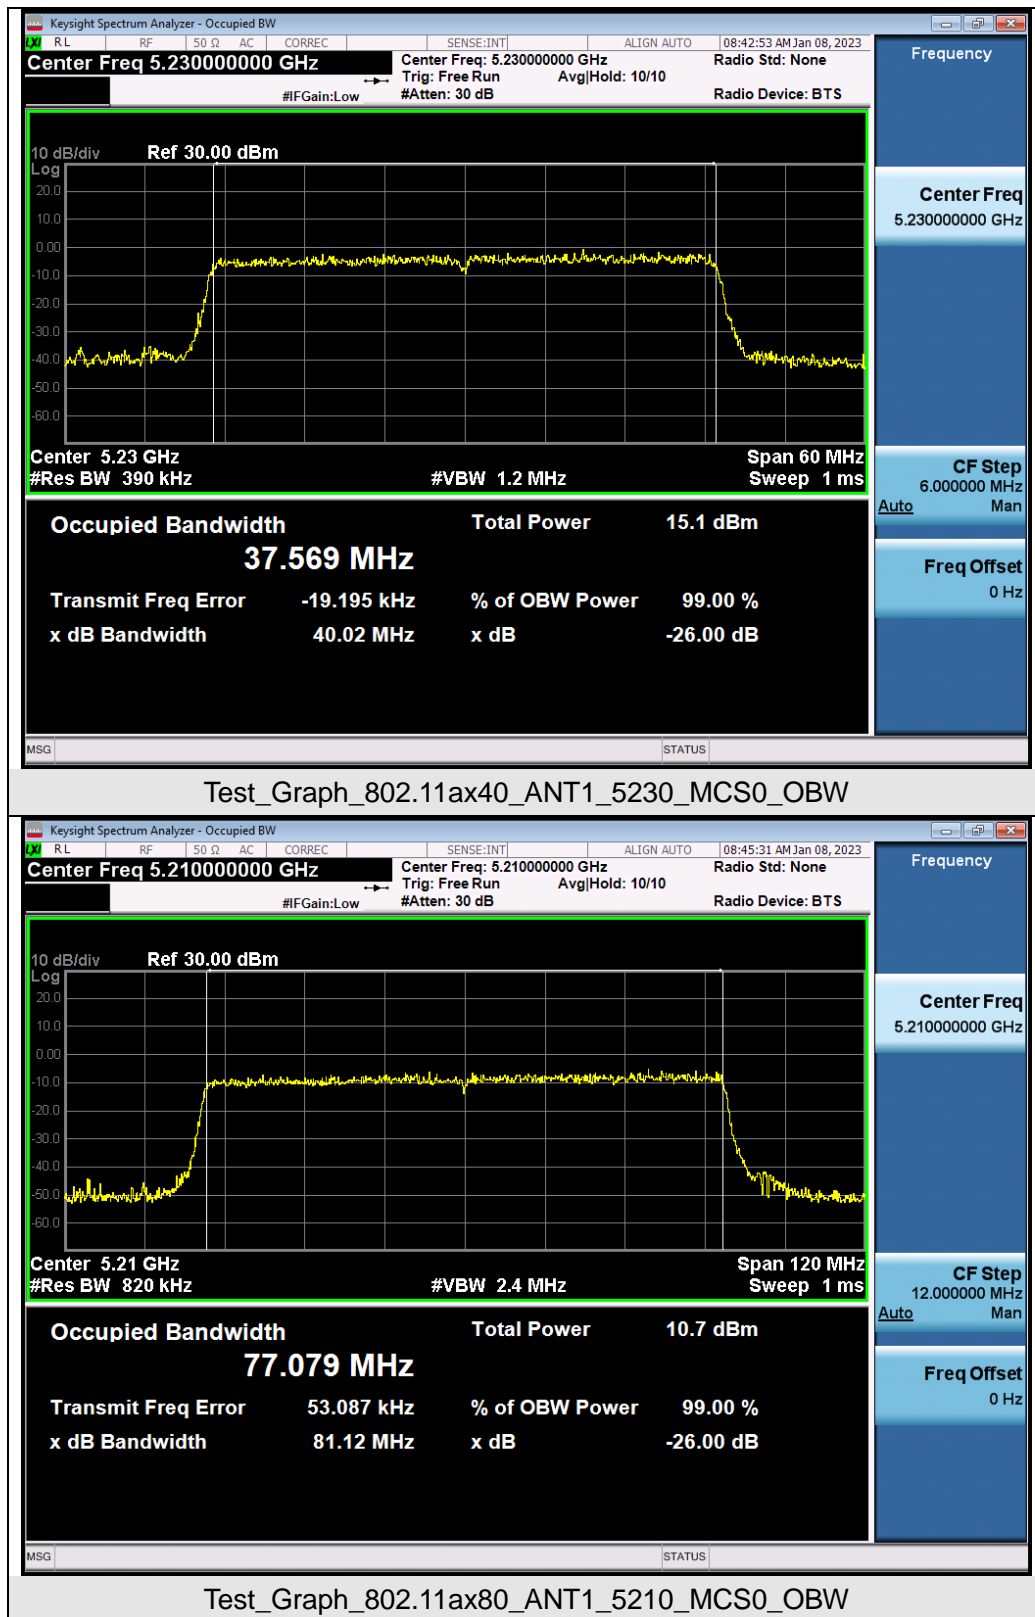 Keysight Spectrum Analyzer - Occupied BW
LXI RL RF 50 Ω AC CORREC SENSE:INT ALIGN AUTO 08:42:53 AM Jan 08, 2023
Center Freq 5.230000000 GHz
#IFGain:Low
Center Freq: 5.230000000 GHz
Trig: Free Run Avg|Hold: 10/10
#Atten: 30 dB
Radio Std: None
Radio Device: BTS
Frequency
10 dB/div Ref 30.00 dBm
Log
20.0
10.0
0.00
-10.0
-20.0
-30.0
-40.0
-50.0
-60.0
Center 5.23 GHz Span 60 MHz
#Res BW 390 kHz #VBW 1.2 MHz Sweep 1 ms
Occupied Bandwidth Total Power 15.1 dBm
37.569 MHz
Transmit Freq Error -19.195 kHz % of OBW Power 99.00 %
x dB Bandwidth 40.02 MHz x dB -26.00 dB
Center Freq
5.230000000 GHz
CF Step
6.000000 MHz
Auto Man
Freq Offset
0 Hz
MSG STATUS
Test_Graph_802.11ax40_ANT1_5230_MCS0_OBW
Keysight Spectrum Analyzer - Occupied BW
LXI RL RF 50 Ω AC CORREC SENSE:INT ALIGN AUTO 08:45:31 AM Jan 08, 2023
Center Freq 5.210000000 GHz
#IFGain:Low
Center Freq: 5.210000000 GHz
Trig: Free Run Avg|Hold: 10/10
#Atten: 30 dB
Radio Std: None
Radio Device: BTS
Frequency
10 dB/div Ref 30.00 dBm
Log
20.0
10.0
0.00
-10.0
-20.0
-30.0
-40.0
-50.0
-60.0
Center 5.21 GHz Span 120 MHz
#Res BW 820 kHz #VBW 2.4 MHz Sweep 1 ms
Occupied Bandwidth Total Power 10.7 dBm
77.079 MHz
Transmit Freq Error 53.087 kHz % of OBW Power 99.00 %
x dB Bandwidth 81.12 MHz x dB -26.00 dB
Center Freq
5.210000000 GHz
CF Step
12.000000 MHz
Auto Man
Freq Offset
0 Hz
MSG STATUS
Test_Graph_802.11ax80_ANT1_5210_MCS0_OBW